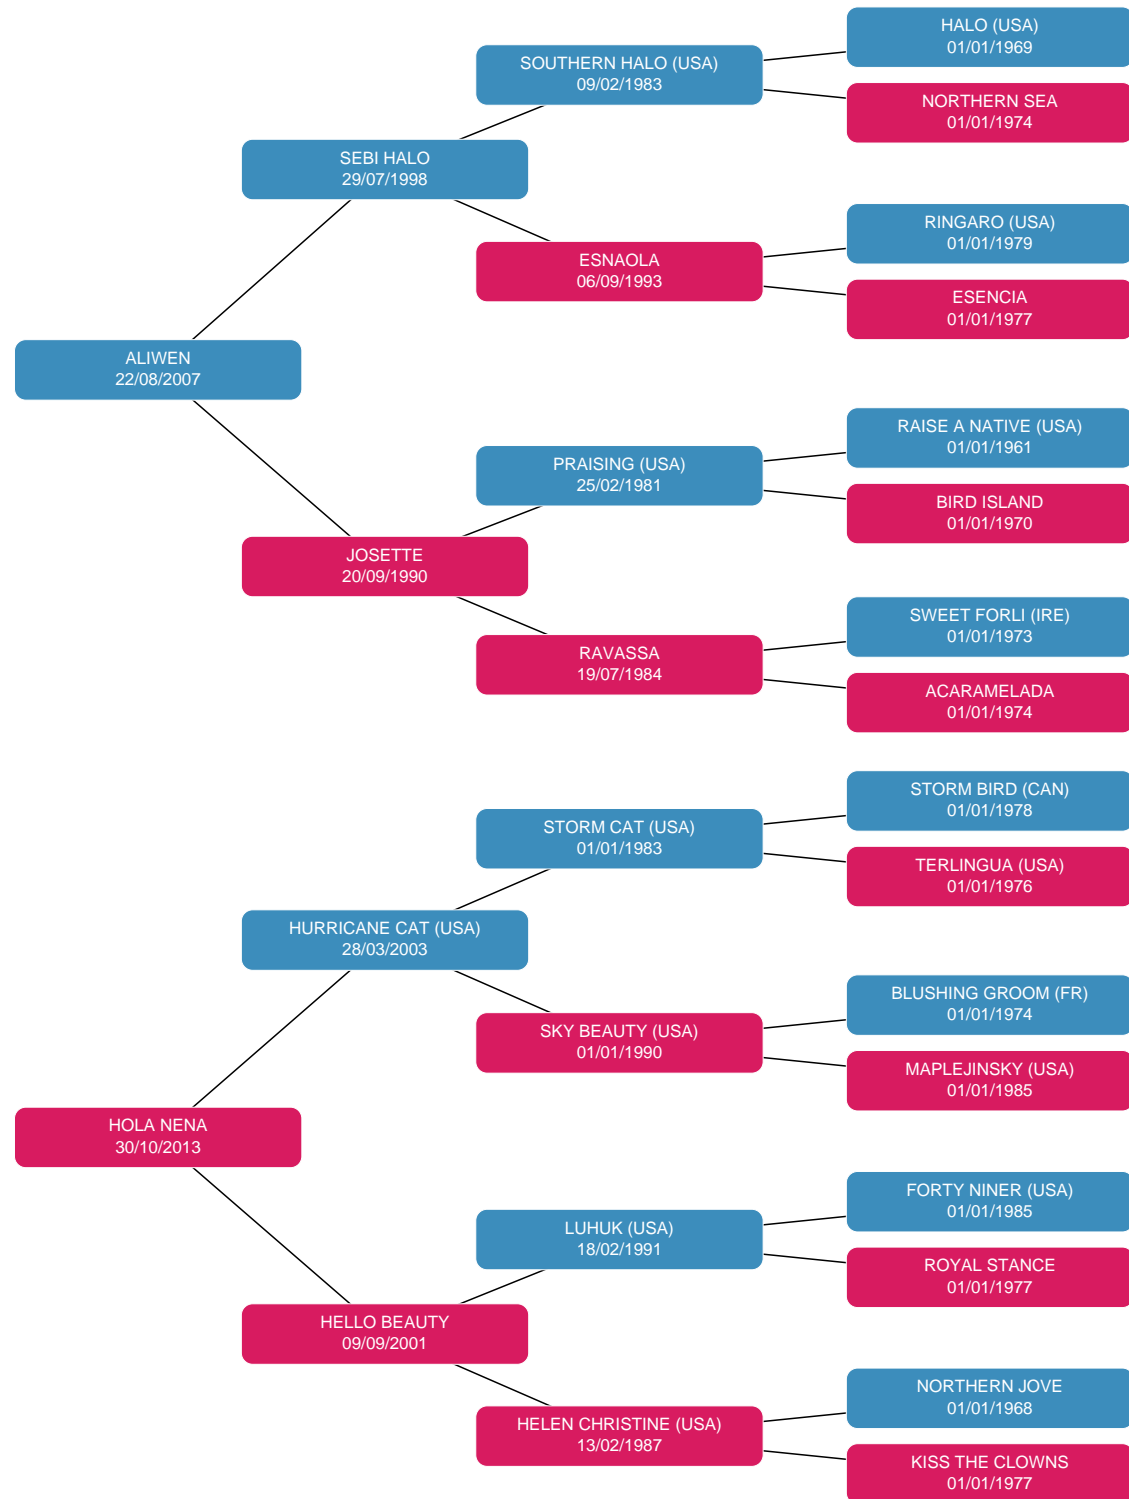 HALO (USA)
01/01/1969
SOUTHERN HALO (USA)
09/02/1983
NORTHERN SEA
01/01/1974
SEBI HALO
29/07/1998
RINGARO (USA)
01/01/1979
ESNAOLA
06/09/1993
ESENCIA
01/01/1977
ALIWEN
22/08/2007
RAISE A NATIVE (USA)
01/01/1961
PRAISING (USA)
25/02/1981
BIRD ISLAND
01/01/1970
JOSETTE
20/09/1990
SWEET FORLI (IRE)
01/01/1973
RAVASSA
19/07/1984
ACARAMELADA
01/01/1974
STORM BIRD (CAN)
01/01/1978
STORM CAT (USA)
01/01/1983
TERLINGUA (USA)
01/01/1976
HURRICANE CAT (USA)
28/03/2003
BLUSHING GROOM (FR)
01/01/1974
SKY BEAUTY (USA)
01/01/1990
MAPLEJINSKY (USA)
01/01/1985
HOLA NENA
30/10/2013
FORTY NINER (USA)
01/01/1985
LUHUK (USA)
18/02/1991
ROYAL STANCE
01/01/1977
HELLO BEAUTY
09/09/2001
NORTHERN JOVE
01/01/1968
HELEN CHRISTINE (USA)
13/02/1987
KISS THE CLOWNS
01/01/1977